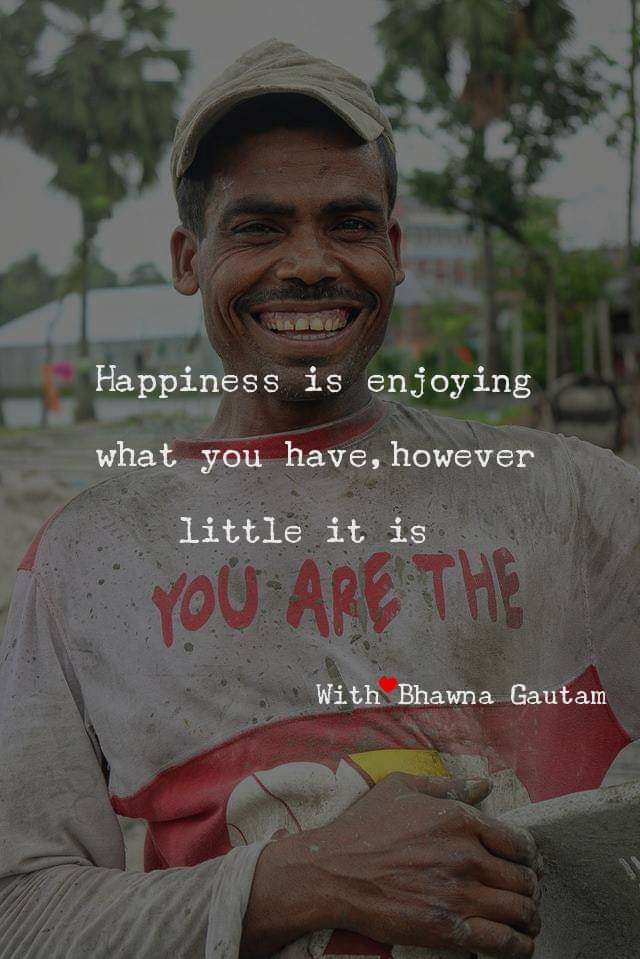 Happiness is enjoying
what you have,however
little it is
YOU ARE THE
With Bhawna Gautam